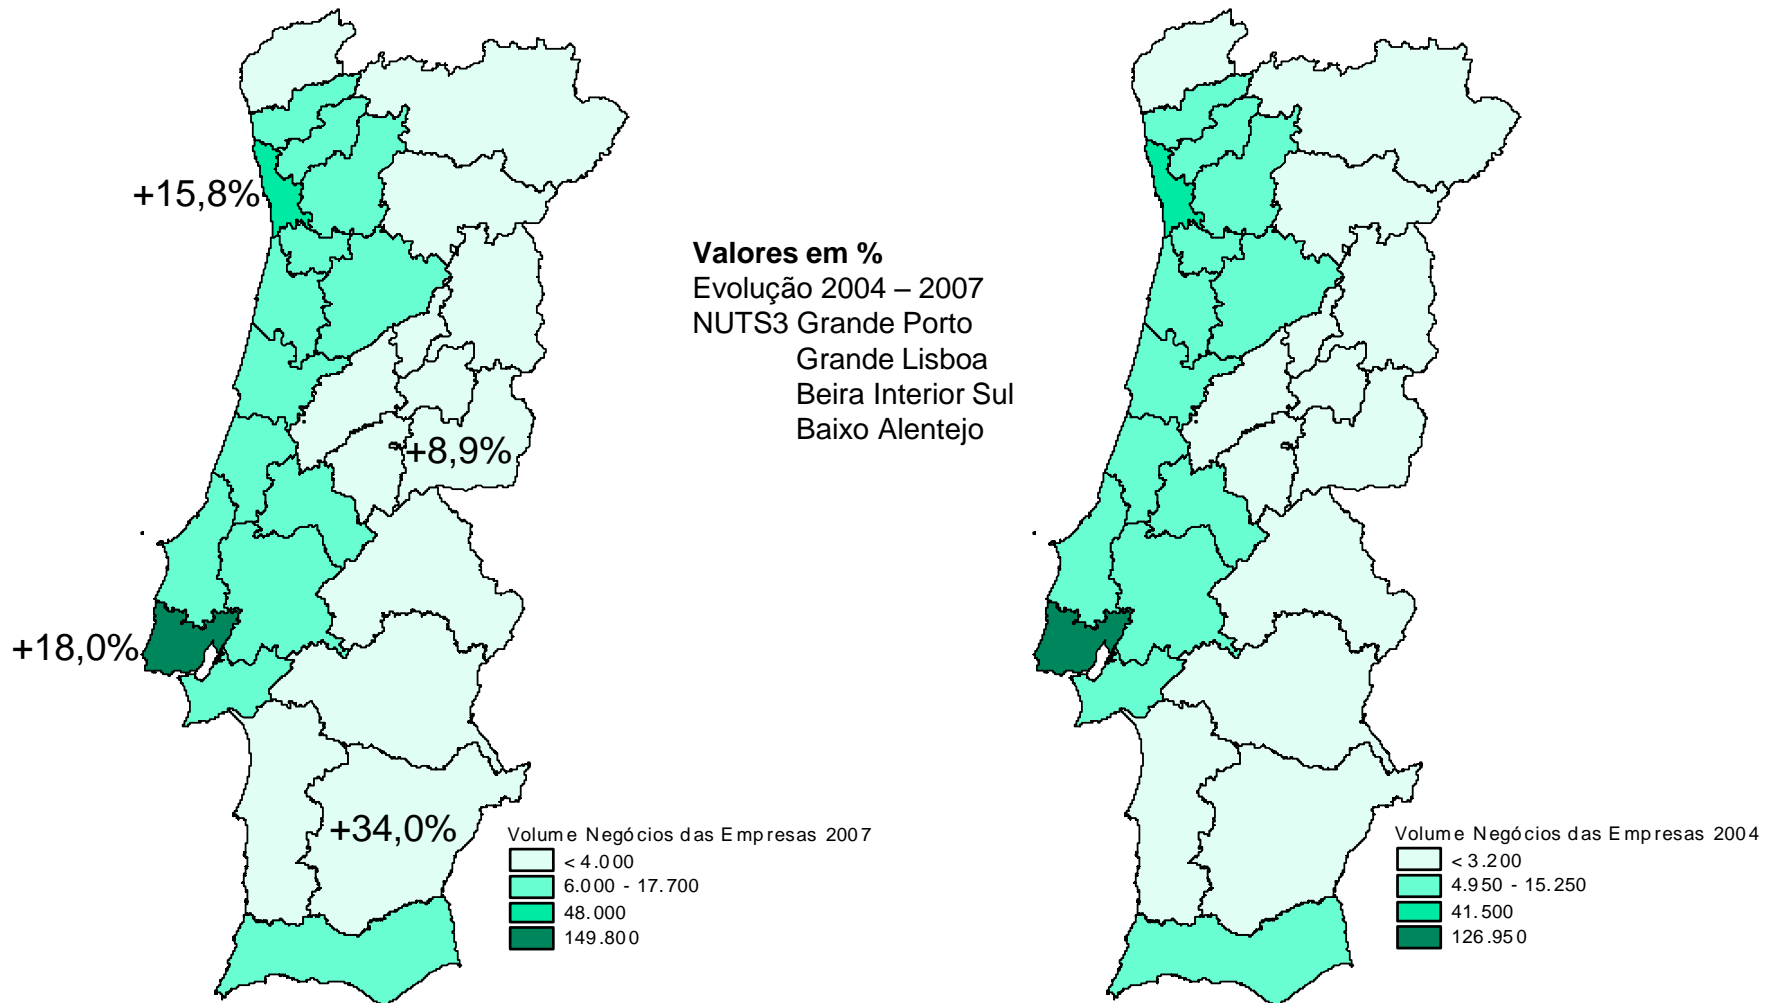 +15,8%
Valores em %
Evolução 2004 – 2007
NUTS3 Grande Porto
Grande Lisboa
Beira Interior Sul
Baixo Alentejo
+8,9%
+18,0%
+34,0%
Volume Negócios das Empresas 2007
< 4.000
6.000 - 17.700
48.000
149.800
Volume Negócios das Empresas 2004
< 3.200
4.950 - 15.250
41.500
126.950